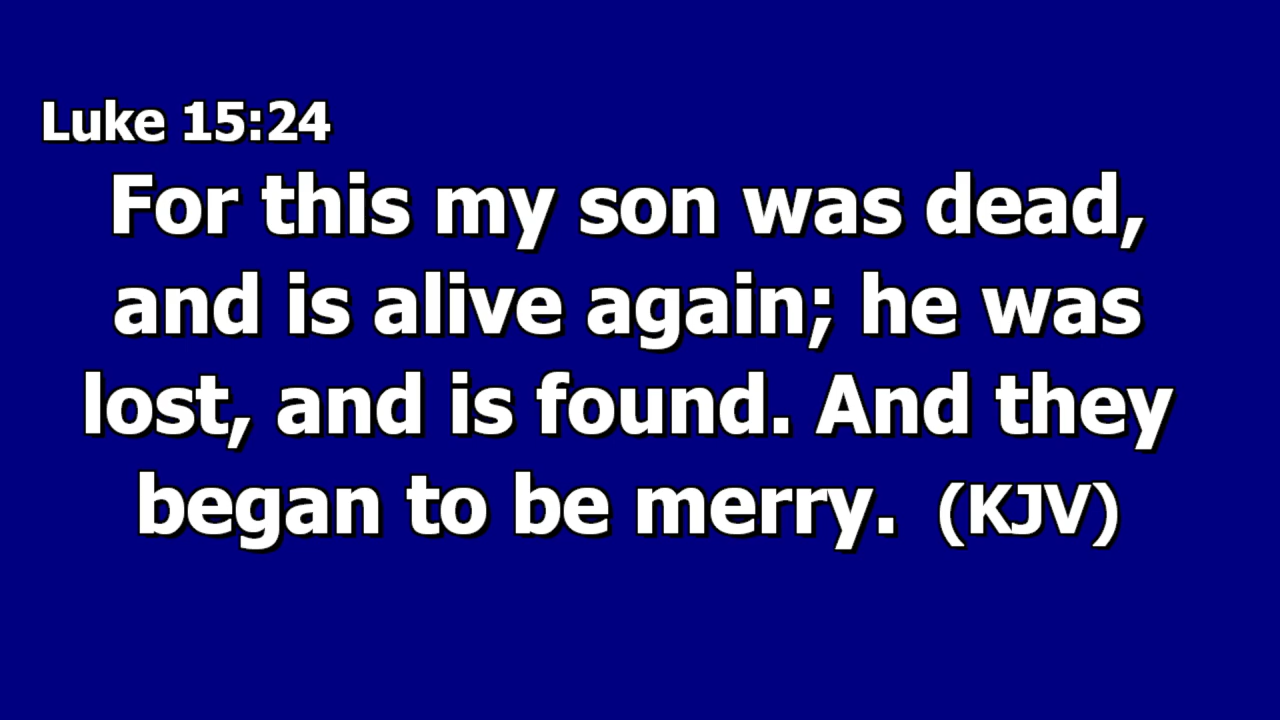 Luke 15:24
For this my son was dead,
and is alive again; he was
lost, and is found. And they
began to be merry.  (KJV)